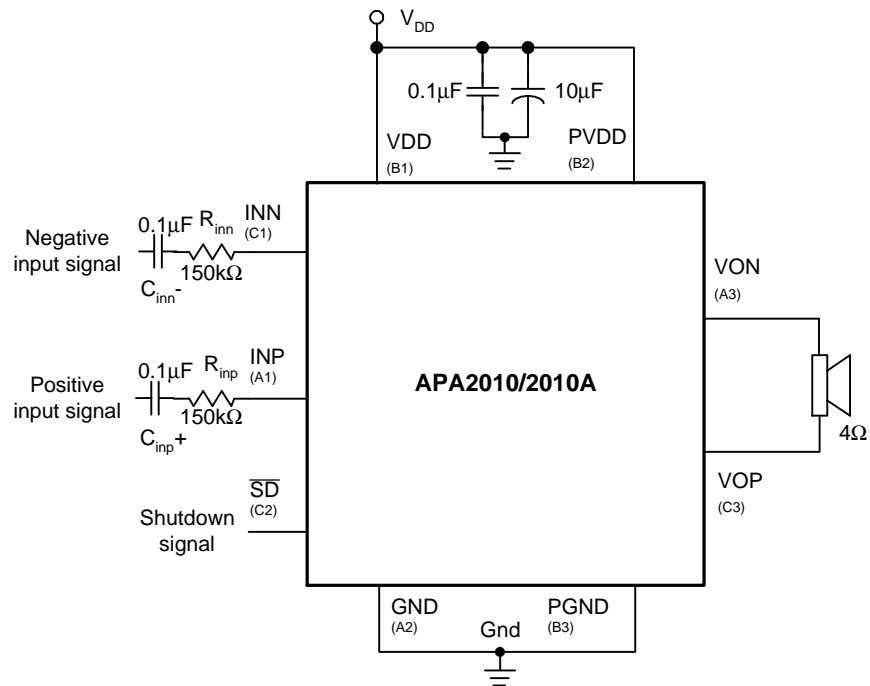 V_DD
0.1μF
10μF
VDD
(B1)
PVDD
(B2)
Negative
input signal
0.1μF
R_inn
150kΩ
C_inn-
INN
(C1)
VON
(A3)
Positive
input signal
0.1μF
R_inp
150kΩ
C_inp+
INP
(A1)
APA2010/2010A
4Ω
VOP
(C3)
Shutdown
signal
S̅D̅
(C2)
GND
(A2)
Gnd
PGND
(B3)